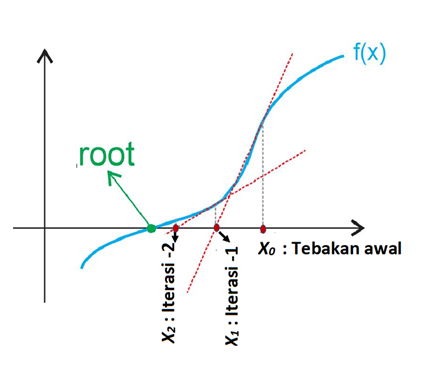 f(x)
root
X₀ : Tebakan awal
X₂ : Iterasi -2
X₁ : Iterasi -1